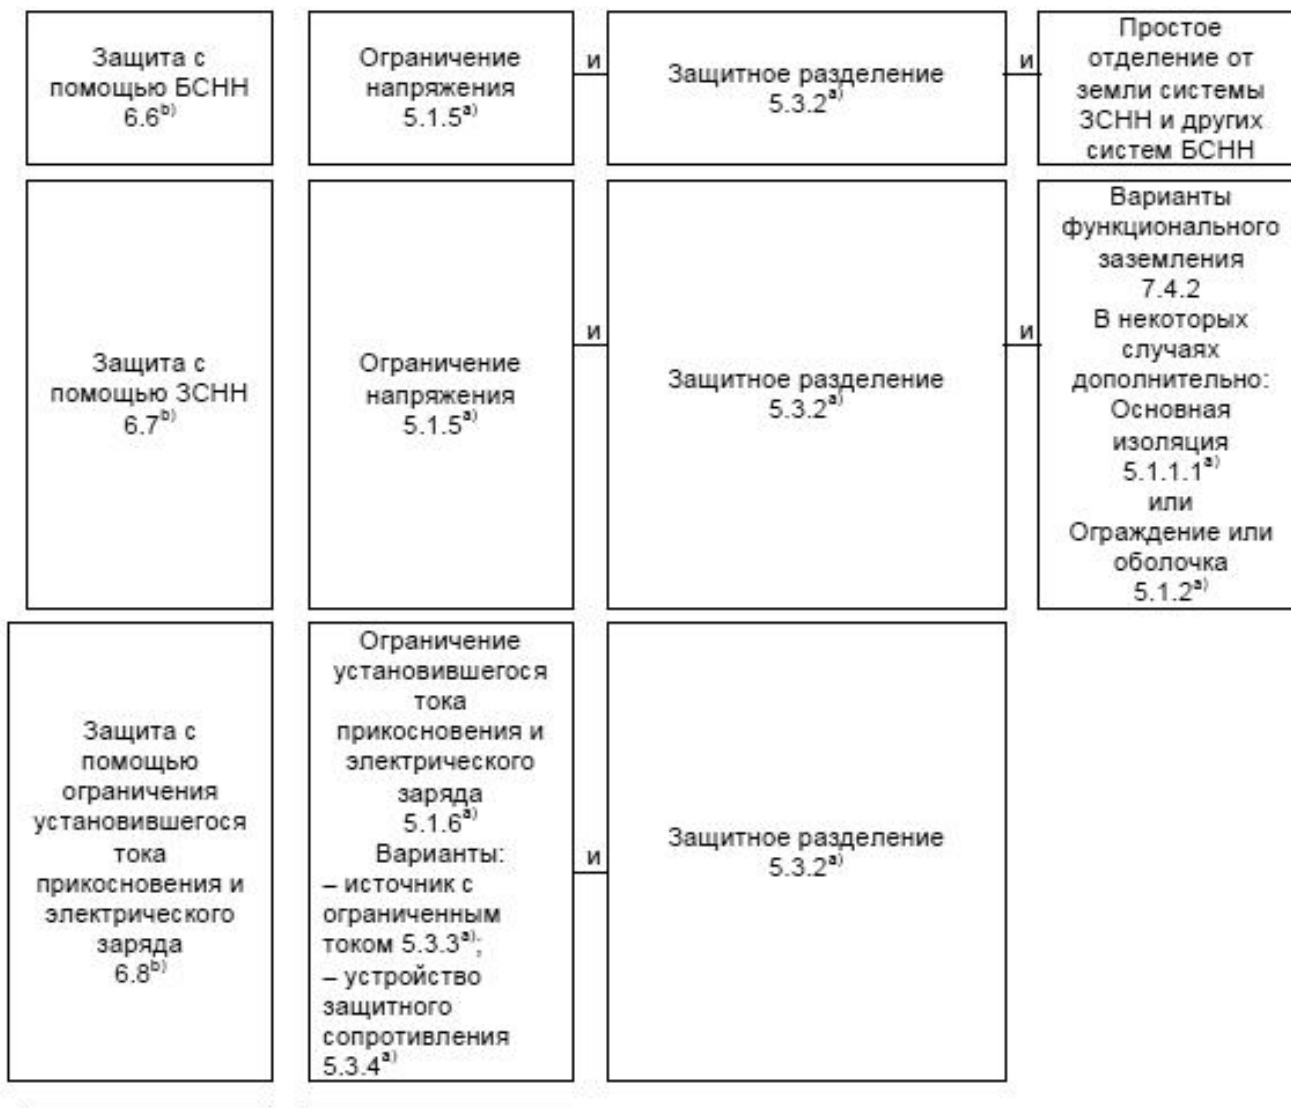 Защита с
помощью БСНН
6.6b)
Ограничение
напряжения
5.1.5a)
и
Защитное разделение
5.3.2a)
и
Простое
отделение от
земли системы
ЗСНН и других
систем БСНН
Защита с
помощью ЗСНН
6.7b)
Ограничение
напряжения
5.1.5a)
и
Защитное разделение
5.3.2a)
и
Варианты
функционального
заземления
7.4.2
В некоторых
случаях
дополнительно:
Основная
изоляция
5.1.1.1a)
или
Ограждение или
оболочка
5.1.2a)
Защита с
помощью
ограничения
установившегося
тока
прикосновения и
электрического
заряда
6.8b)
Ограничение
установившегося
тока
прикосновения и
электрического
заряда
5.1.6a)
Варианты:
– источник с
ограниченным
током 5.3.3a);
– устройство
защитного
сопротивления
5.3.4a)
и
Защитное разделение
5.3.2a)